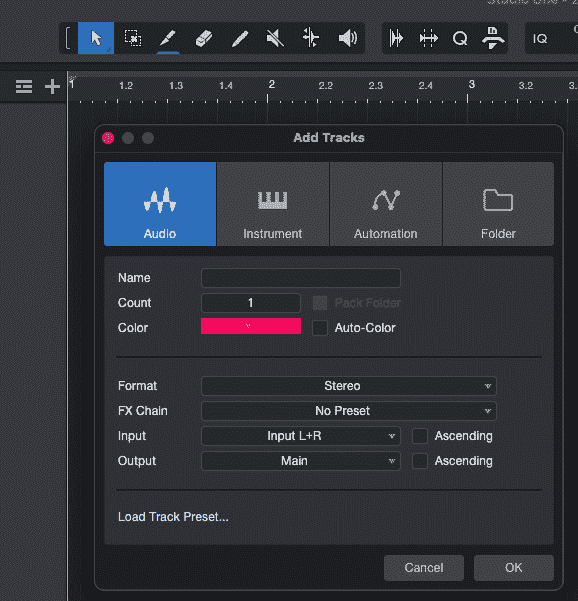 IQ
1 1.2 1.3 1.4 2 2.2 2.3 2.4 3 3.2 3.
Add Tracks
Audio Instrument Automation Folder
Name
Count 1 Pack Folder
Color Auto-Color
Format Stereo
FX Chain No Preset
Input Input L+R Ascending
Output Main Ascending
Load Track Preset...
Cancel OK